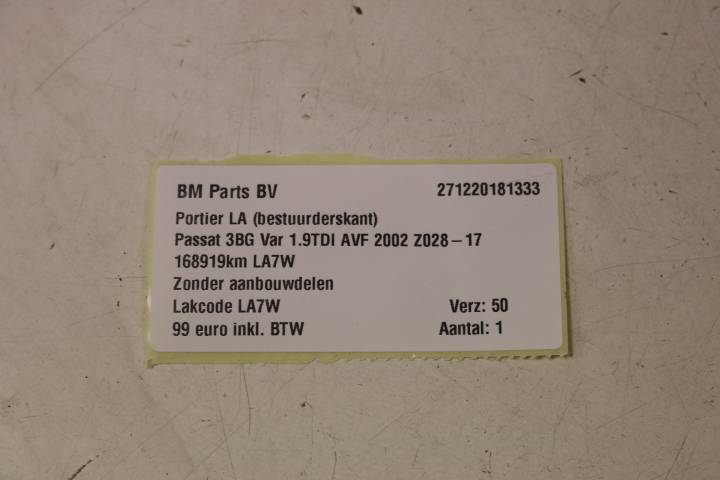 BM Parts BV 271220181333
Portier LA (bestuurderskant)
Passat 3BG Var 1.9TDI AVF 2002 Z028 – 17
168919km LA7W
Zonder aanbouwdelen
Lakcode LA7W Verz: 50
99 euro inkl. BTW Aantal: 1